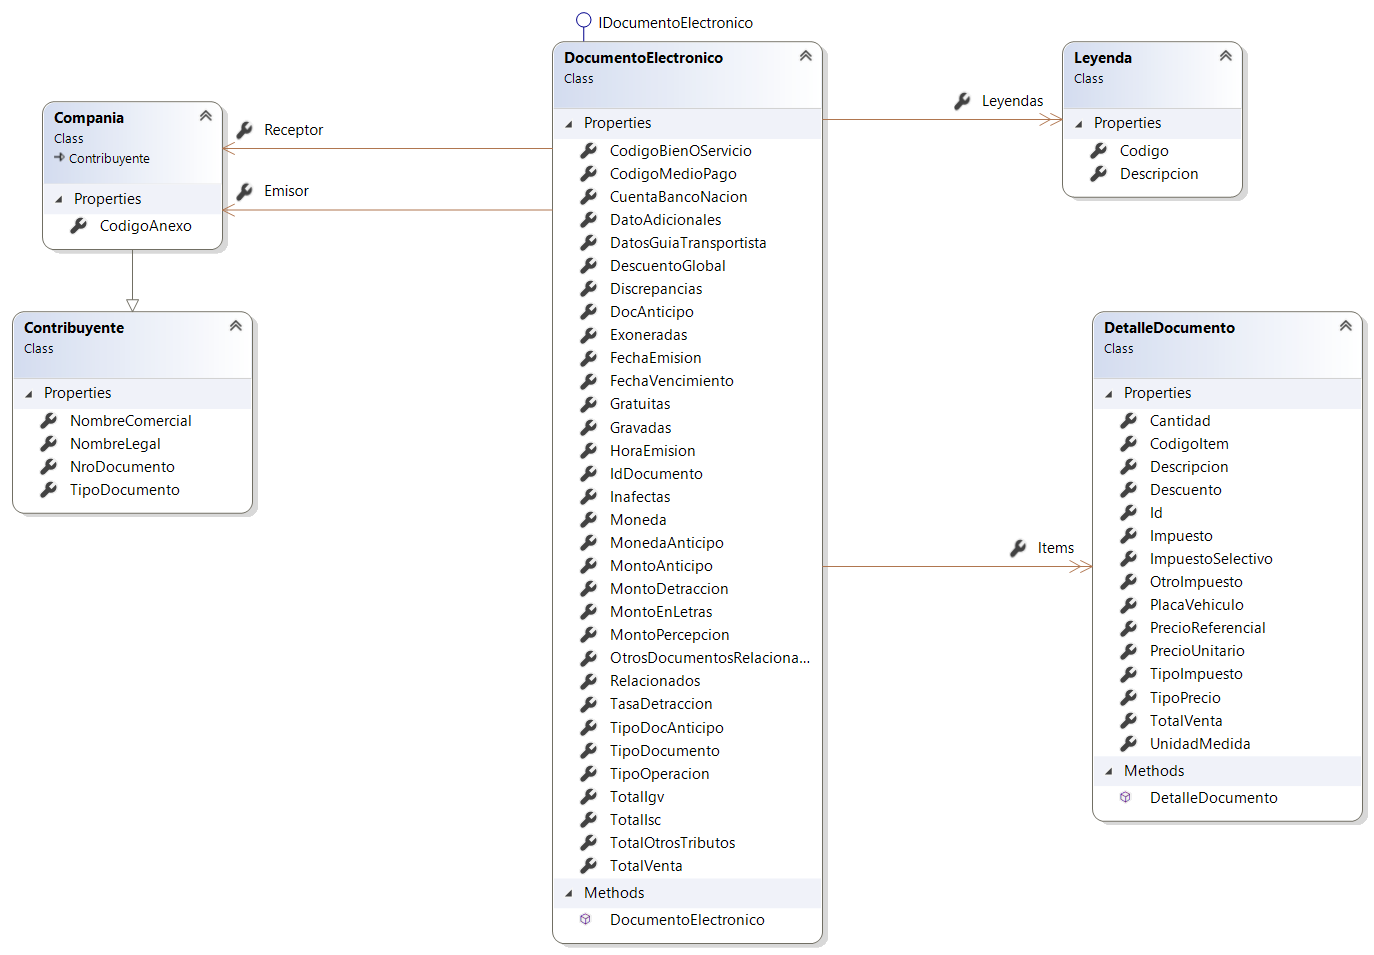 IDocumentoElectronico
DocumentoElectronico
Class
Properties
CodigoBienOServicio
CodigoMedioPago
CuentaBancoNacion
DatoAdicionales
DatosGuiaTransportista
DescuentoGlobal
Discrepancias
DocAnticipo
Exoneradas
FechaEmision
FechaVencimiento
Gratuitas
Gravadas
HoraEmision
IdDocumento
Inafectas
Moneda
MonedaAnticipo
MontoAnticipo
MontoDetraccion
MontoEnLetras
MontoPercepcion
OtrosDocumentosRelaciona...
Relacionados
TasaDetraccion
TipoDocAnticipo
TipoDocumento
TipoOperacion
TotalIgv
TotalIsc
TotalOtrosTributos
TotalVenta
Methods
DocumentoElectronico
Compania
Class
Contribuyente
Properties
CodigoAnexo
Receptor
Emisor
Contribuyente
Class
Properties
NombreComercial
NombreLegal
NroDocumento
TipoDocumento
Leyendas
Leyenda
Class
Properties
Codigo
Descripcion
Items
DetalleDocumento
Class
Properties
Cantidad
CodigoItem
Descripcion
Descuento
Id
Impuesto
ImpuestoSelectivo
OtroImpuesto
PlacaVehiculo
PrecioReferencial
PrecioUnitario
TipoImpuesto
TipoPrecio
TotalVenta
UnidadMedida
Methods
DetalleDocumento